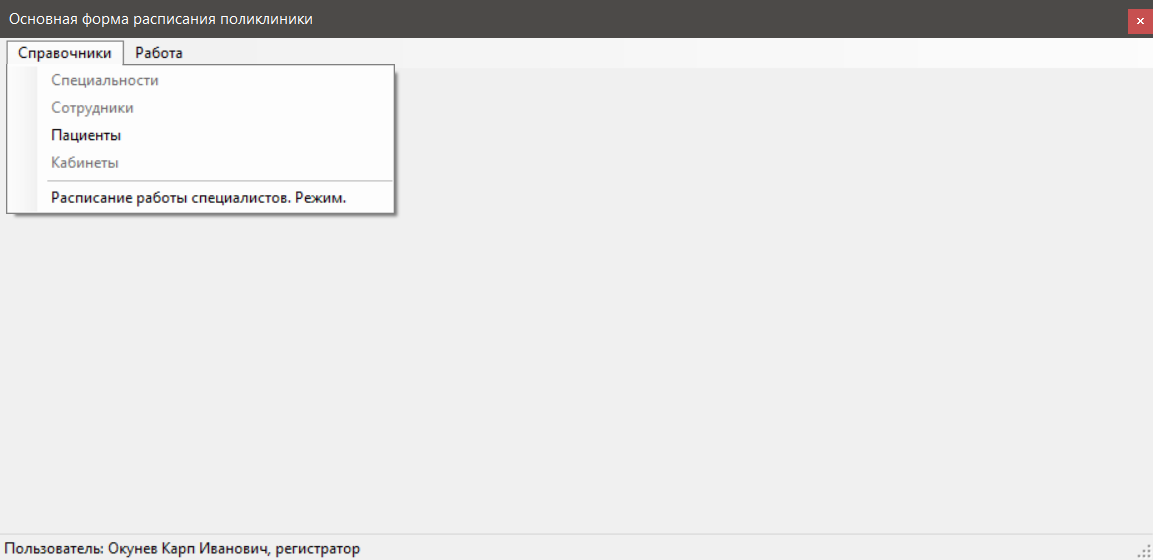 Основная форма расписания поликлиники
Справочники Работа
Специальности
Сотрудники
Пациенты
Кабинеты
Расписание работы специалистов. Режим.
Пользователь: Окунев Карп Иванович, регистратор